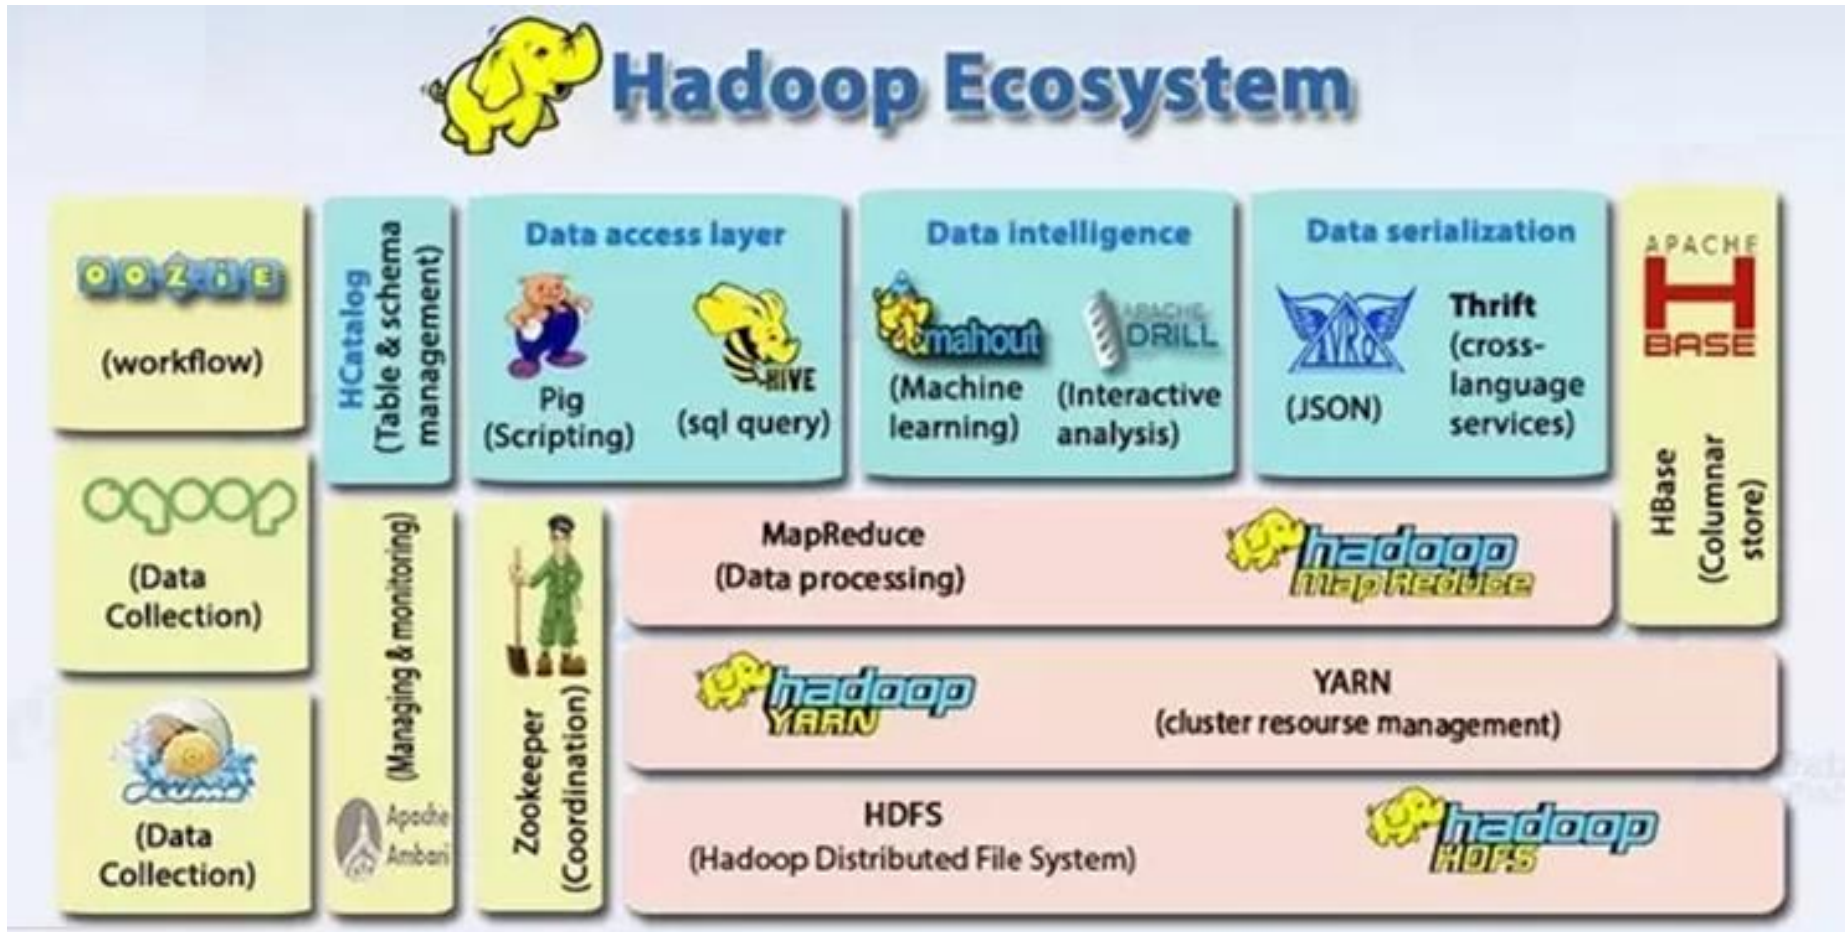 Hadoop Ecosystem
OOZiE
(workflow)
HCatalog
(Table & schema
management)
Data access layer
Pig
(Scripting)
HIVE
(sql query)
Data intelligence
mahout
(Machine
learning)
APACHE
DRILL
(Interactive
analysis)
Data serialization
AVRO
(JSON)
Thrift
(cross-
language
services)
APACHE
H
BASE
HBase
(Columnar
store)
sqoop
(Data
Collection)
(Managing & monitoring)
Apache
Ambari
Zookeeper
(Coordination)
MapReduce
(Data processing)
hadoop
Map Reduce
hadoop
YARN
YARN
(cluster resourse management)
flume
(Data
Collection)
HDFS
(Hadoop Distributed File System)
hadoop
HDFS